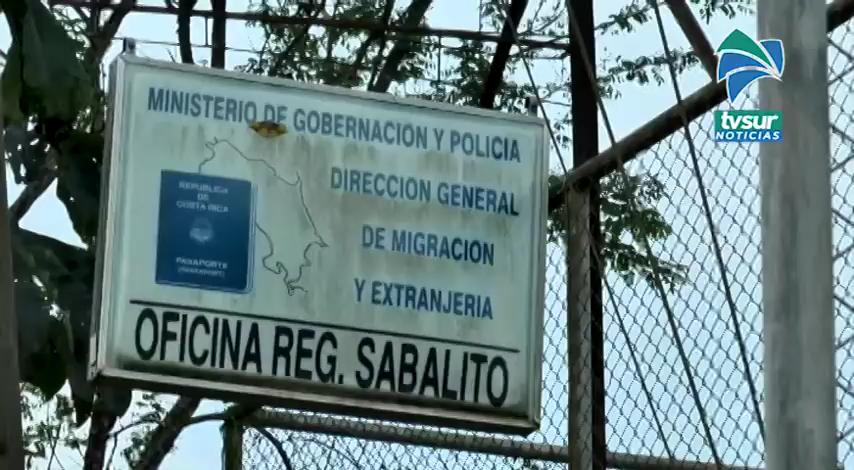 MINISTERIO DE GOBERNACION Y POLICIA
DIRECCION GENERAL
DE MIGRACION
Y EXTRANJERIA
REPUBLICA
DE
COSTA RICA
PASAPORTE
OFICINA REG. SABALITO
tvsur
NOTICIAS